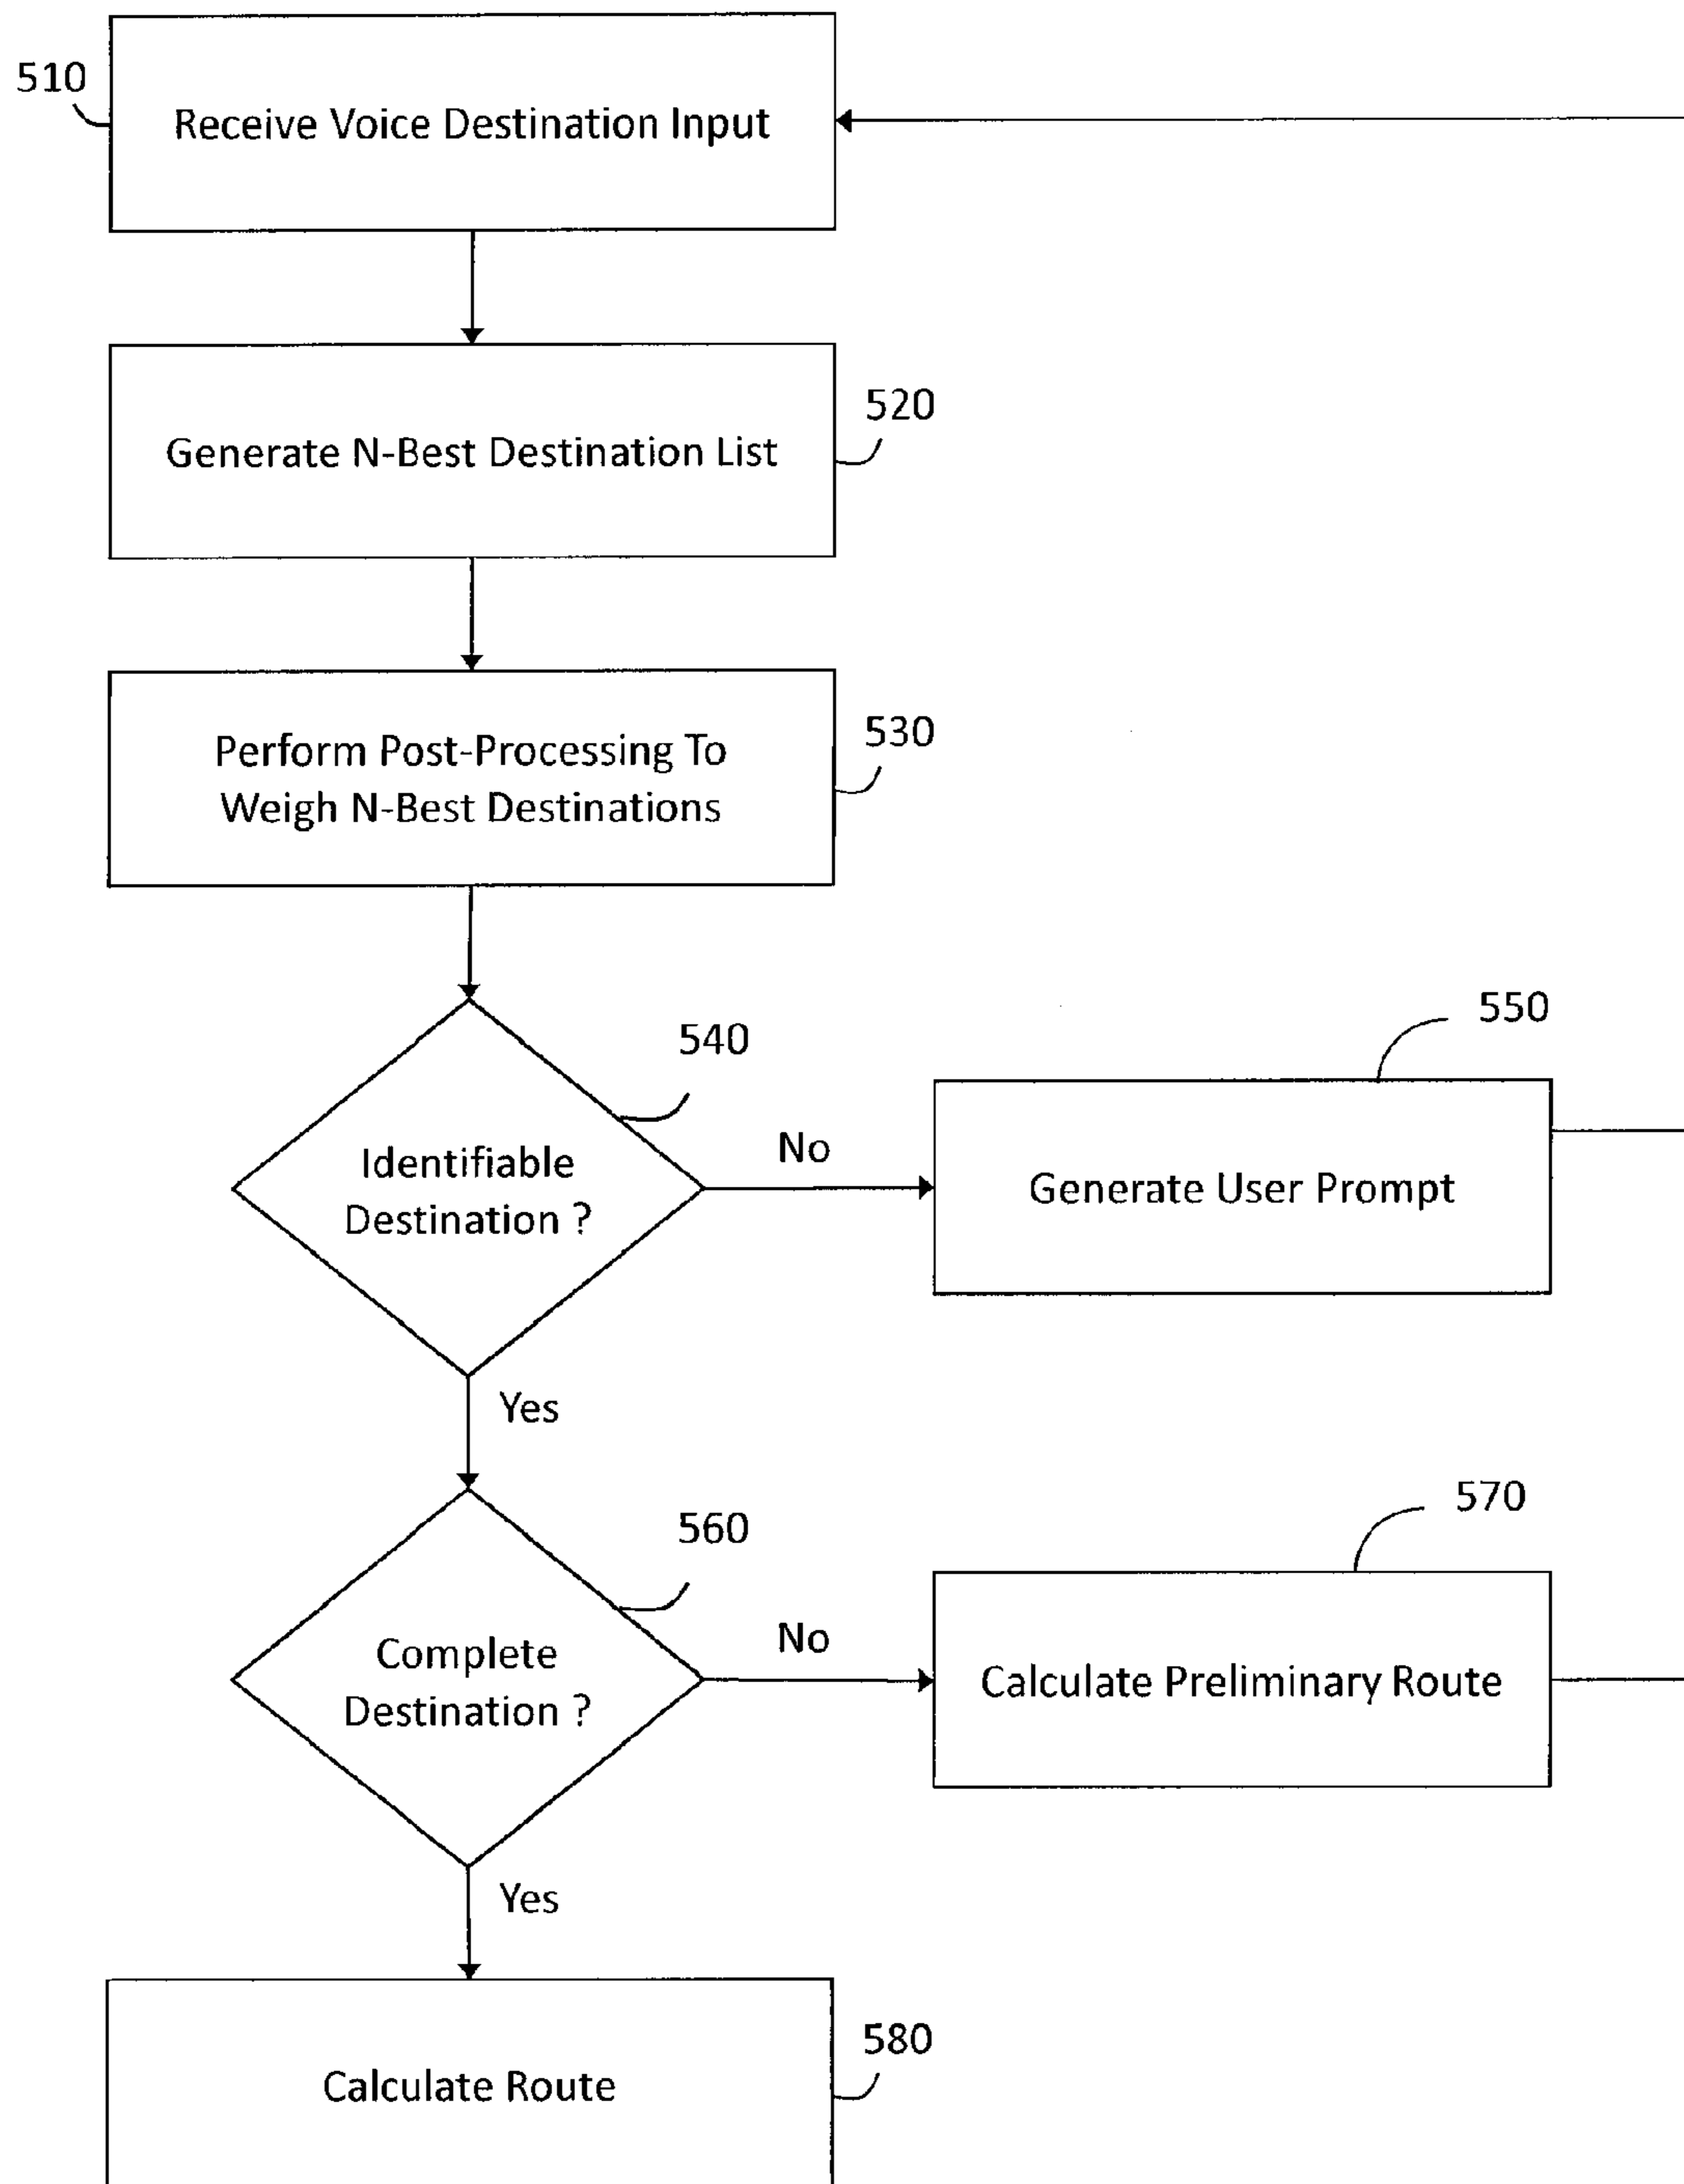 510
Receive Voice Destination Input
520
Generate N-Best Destination List
530
Perform Post-Processing To
Weigh N-Best Destinations
540
Identifiable
Destination ?
No
550
Generate User Prompt
Yes
560
Complete
Destination ?
No
570
Calculate Preliminary Route
Yes
580
Calculate Route